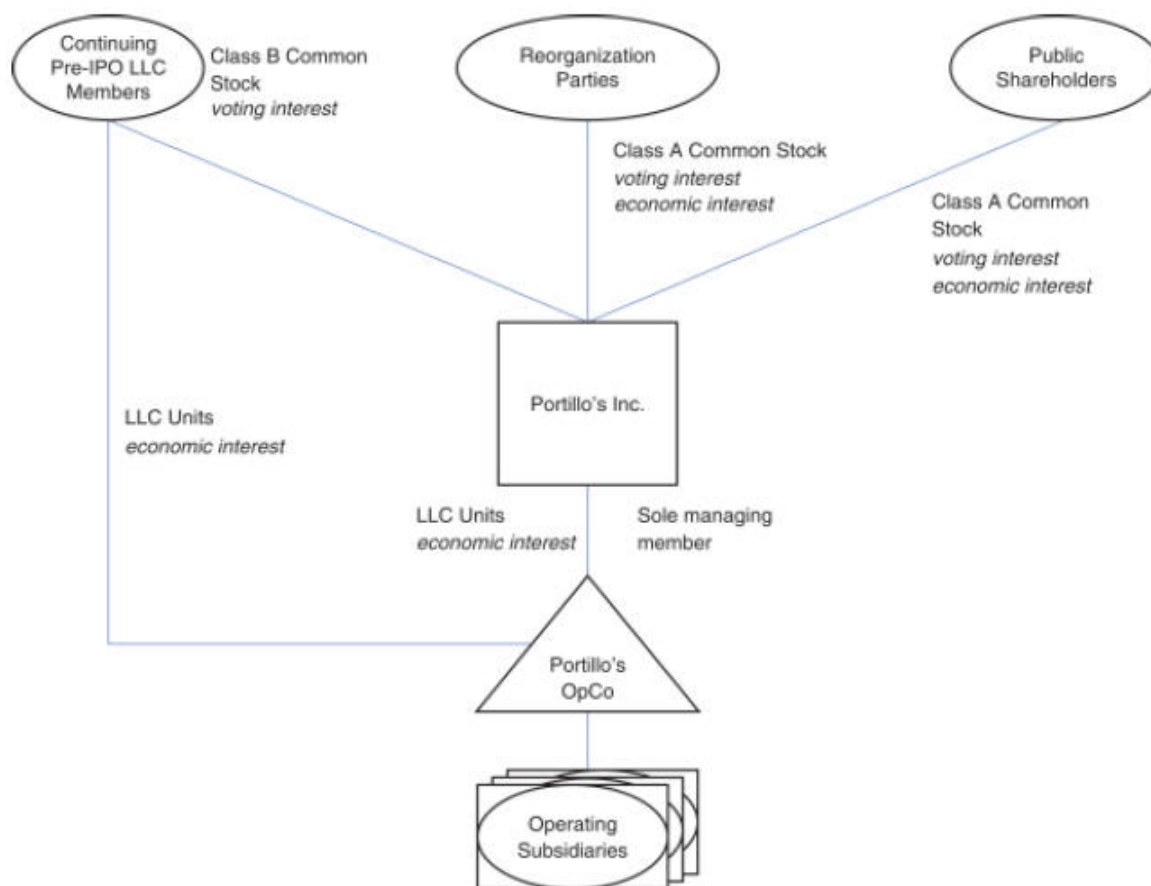 Continuing
Pre-IPO LLC
Members
Class B Common
Stock
voting interest
Reorganization
Parties
Public
Shareholders
Class A Common Stock
voting interest
economic interest
Class A Common
Stock
voting interest
economic interest
Portillo's Inc.
LLC Units
economic interest
LLC Units
economic interest
Sole managing
member
Portillo's
OpCo
Operating
Subsidiaries